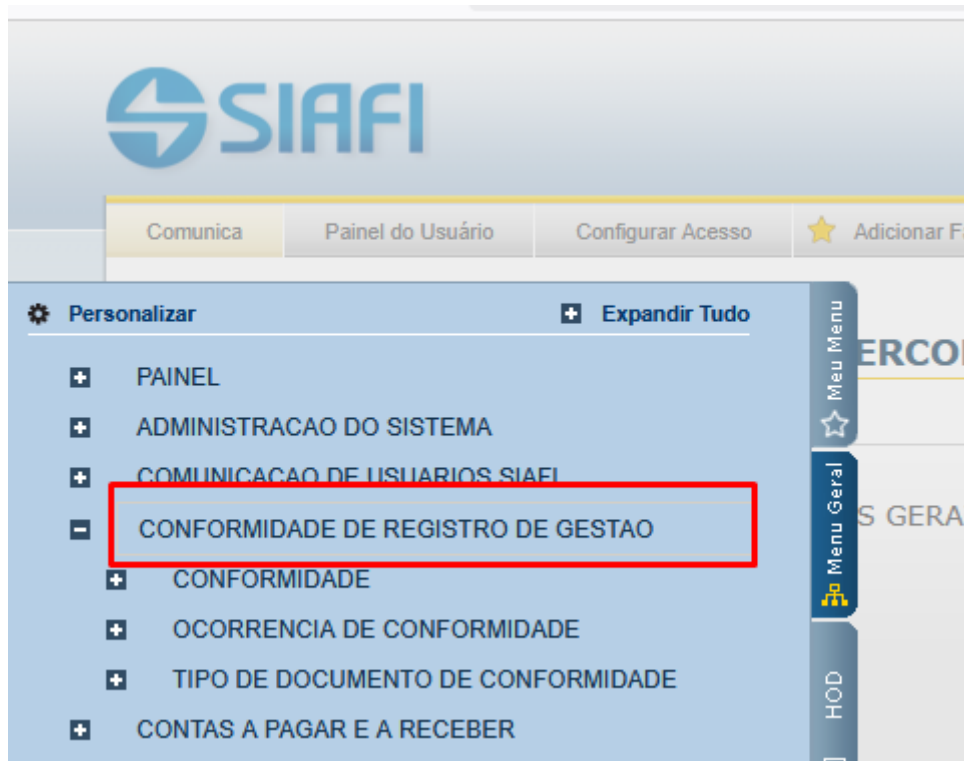 SIAFI
Comunica Painel do Usuário Configurar Acesso Adicionar
Personalizar Expandir Tudo
PAINEL
ADMINISTRACAO DO SISTEMA
COMUNICACAO DE USUARIOS SIAFI
CONFORMIDADE DE REGISTRO DE GESTAO
CONFORMIDADE
OCORRENCIA DE CONFORMIDADE
TIPO DE DOCUMENTO DE CONFORMIDADE
CONTAS A PAGAR E A RECEBER
Meu Menu
Menu Geral
HOD
ERCO
S GERA